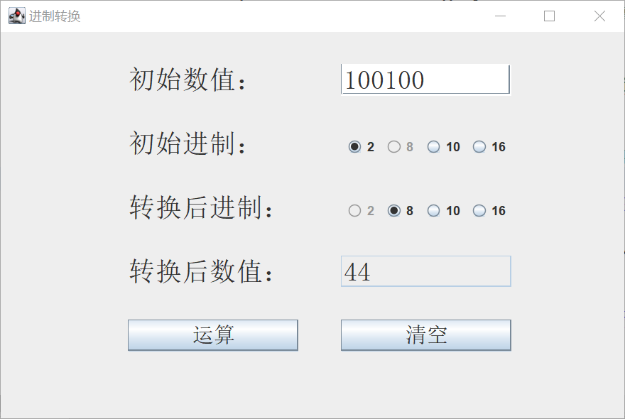 进制转换
初始数值： 100100
初始进制： 2 8 10 16
转换后进制： 2 8 10 16
转换后数值： 44
运算 清空